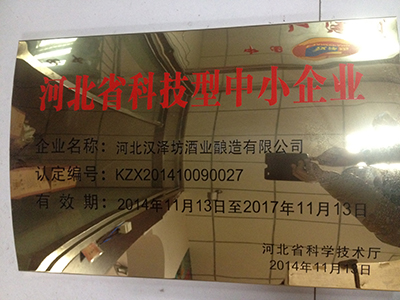 河北省科技型中小企业
企业名称：河北汉泽坊酒业酿造有限公司
认定编号：KZX201410090027
有效期：2014年11月13日至2017年11月13日
河北省科学技术厅
2014年11月13日